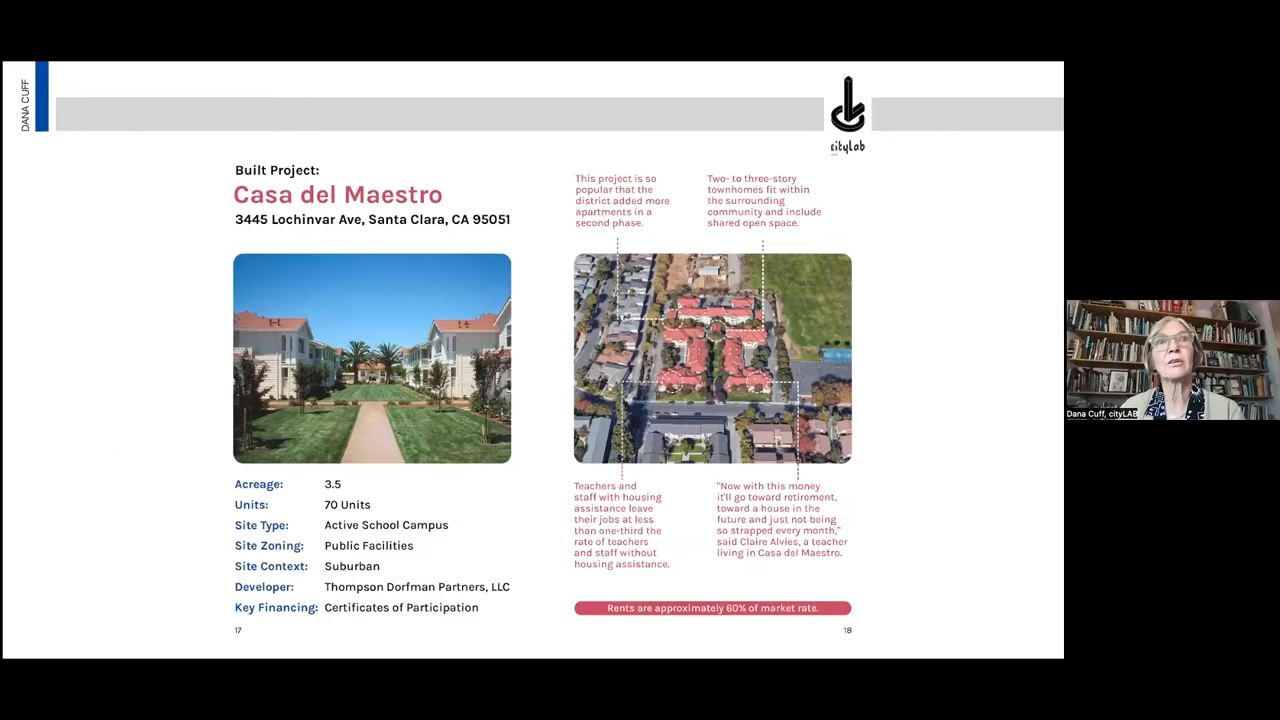 DANA CUFF
cityLab
Built Project:
Casa del Maestro
3445 Lochinvar Ave, Santa Clara, CA 95051
This project is so
popular that the
district added more
apartments in a
second phase.
Two- to three-story
townhomes fit within
the surrounding
community and include
shared open space.
Acreage: 3.5
Units: 70 Units
Site Type: Active School Campus
Site Zoning: Public Facilities
Site Context: Suburban
Developer: Thompson Dorfman Partners, LLC
Key Financing: Certificates of Participation
17
Teachers and
staff with housing
assistance leave
their jobs at less
than one-third the
rate of teachers
and staff without
housing assistance.
"Now with this money
it'll go toward retirement,
toward a house in the
future and just not being
so strapped every month,"
said Claire Alvies, a teacher
living in Casa del Maestro.
Rents are approximately 60% of market rate.
18
Dana Cuff, cityLAB